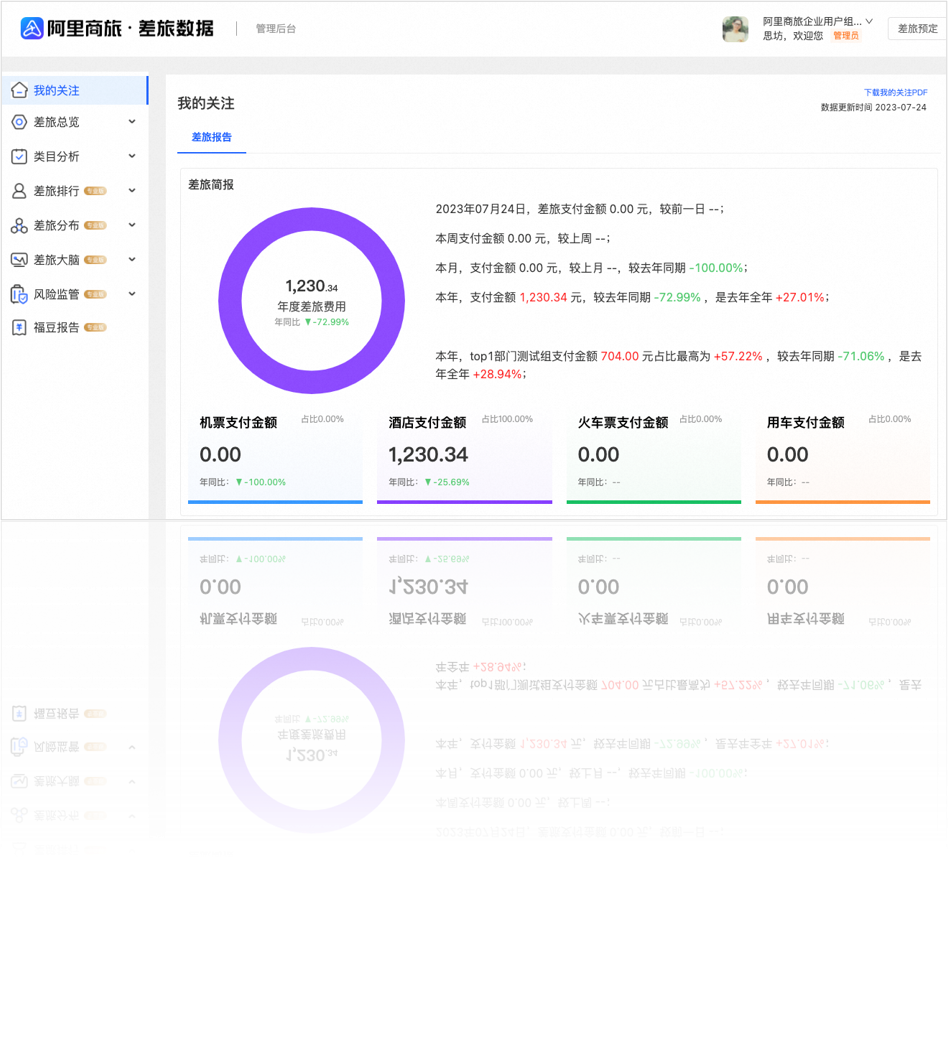 阿里商旅·差旅数据
管理后台
阿里商旅企业用户组...
思坊，欢迎您 管理员
差旅预定
我的关注
差旅总览
类目分析
差旅排行 专业版
差旅分布 专业版
差旅大脑 专业版
风险监管 专业版
福豆报告 专业版
我的关注
下载我的关注PDF
数据更新时间 2023-07-24
差旅报告
差旅简报
1,230.34
年度差旅费用
年同比 ▼-72.99%
2023年07月24日，差旅支付金额 0.00 元，较前一日 --；
本周支付金额 0.00 元，较上周 --；
本月，支付金额 0.00 元，较上月 --，较去年同期 -100.00%；
本年，支付金额 1,230.34 元，较去年同期 -72.99% ，是去年全年 +27.01%；
本年，top1部门测试组支付金额 704.00 元占比最高为 +57.22% ，较去年同期 -71.06% ，是去
年全年 +28.94%；
机票支付金额 占比0.00%
0.00
年同比： ▼-100.00%
酒店支付金额 占比100.00%
1,230.34
年同比： ▼-25.69%
火车票支付金额 占比0.00%
0.00
年同比： --
用车支付金额 占比0.00%
0.00
年同比： --